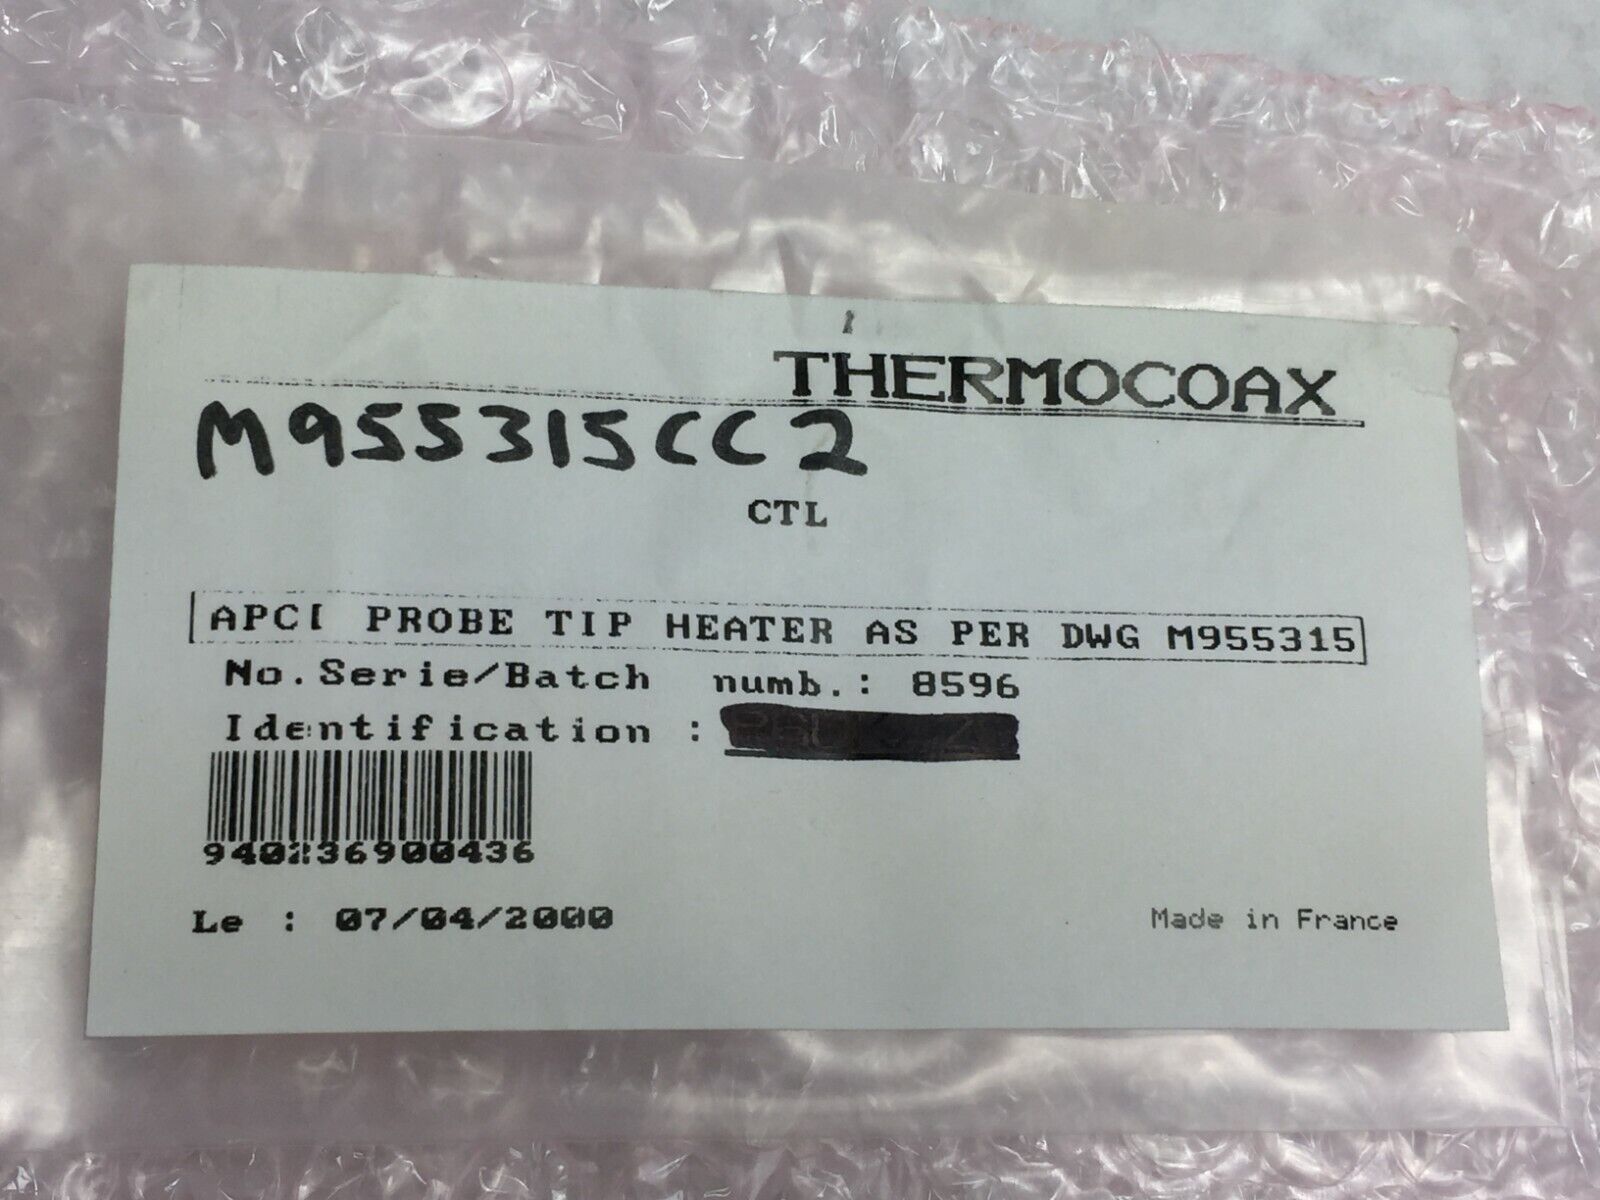 THERMOCOAX
M955315CC2
CTL
APCI PROBE TIP HEATER AS PER DWG M955315
No.Serie/Batch numb.: 8596
Identification :
940236900436
Le : 07/04/2000
Made in France